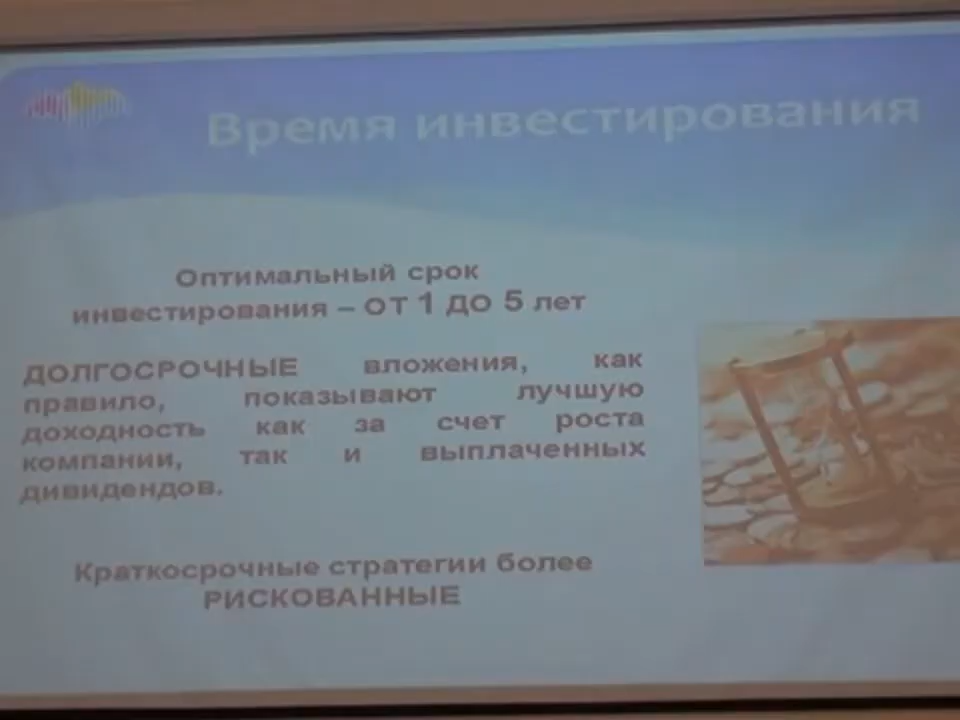 Время инвестирования
Оптимальный срок
инвестирования – ОТ 1 ДО 5 лет
ДОЛГОСРОЧНЫЕ вложения, как
правило, показывают лучшую
доходность как за счет роста
компании, так и выплаченных
дивидендов.
Краткосрочные стратегии более
РИСКОВАННЫЕ